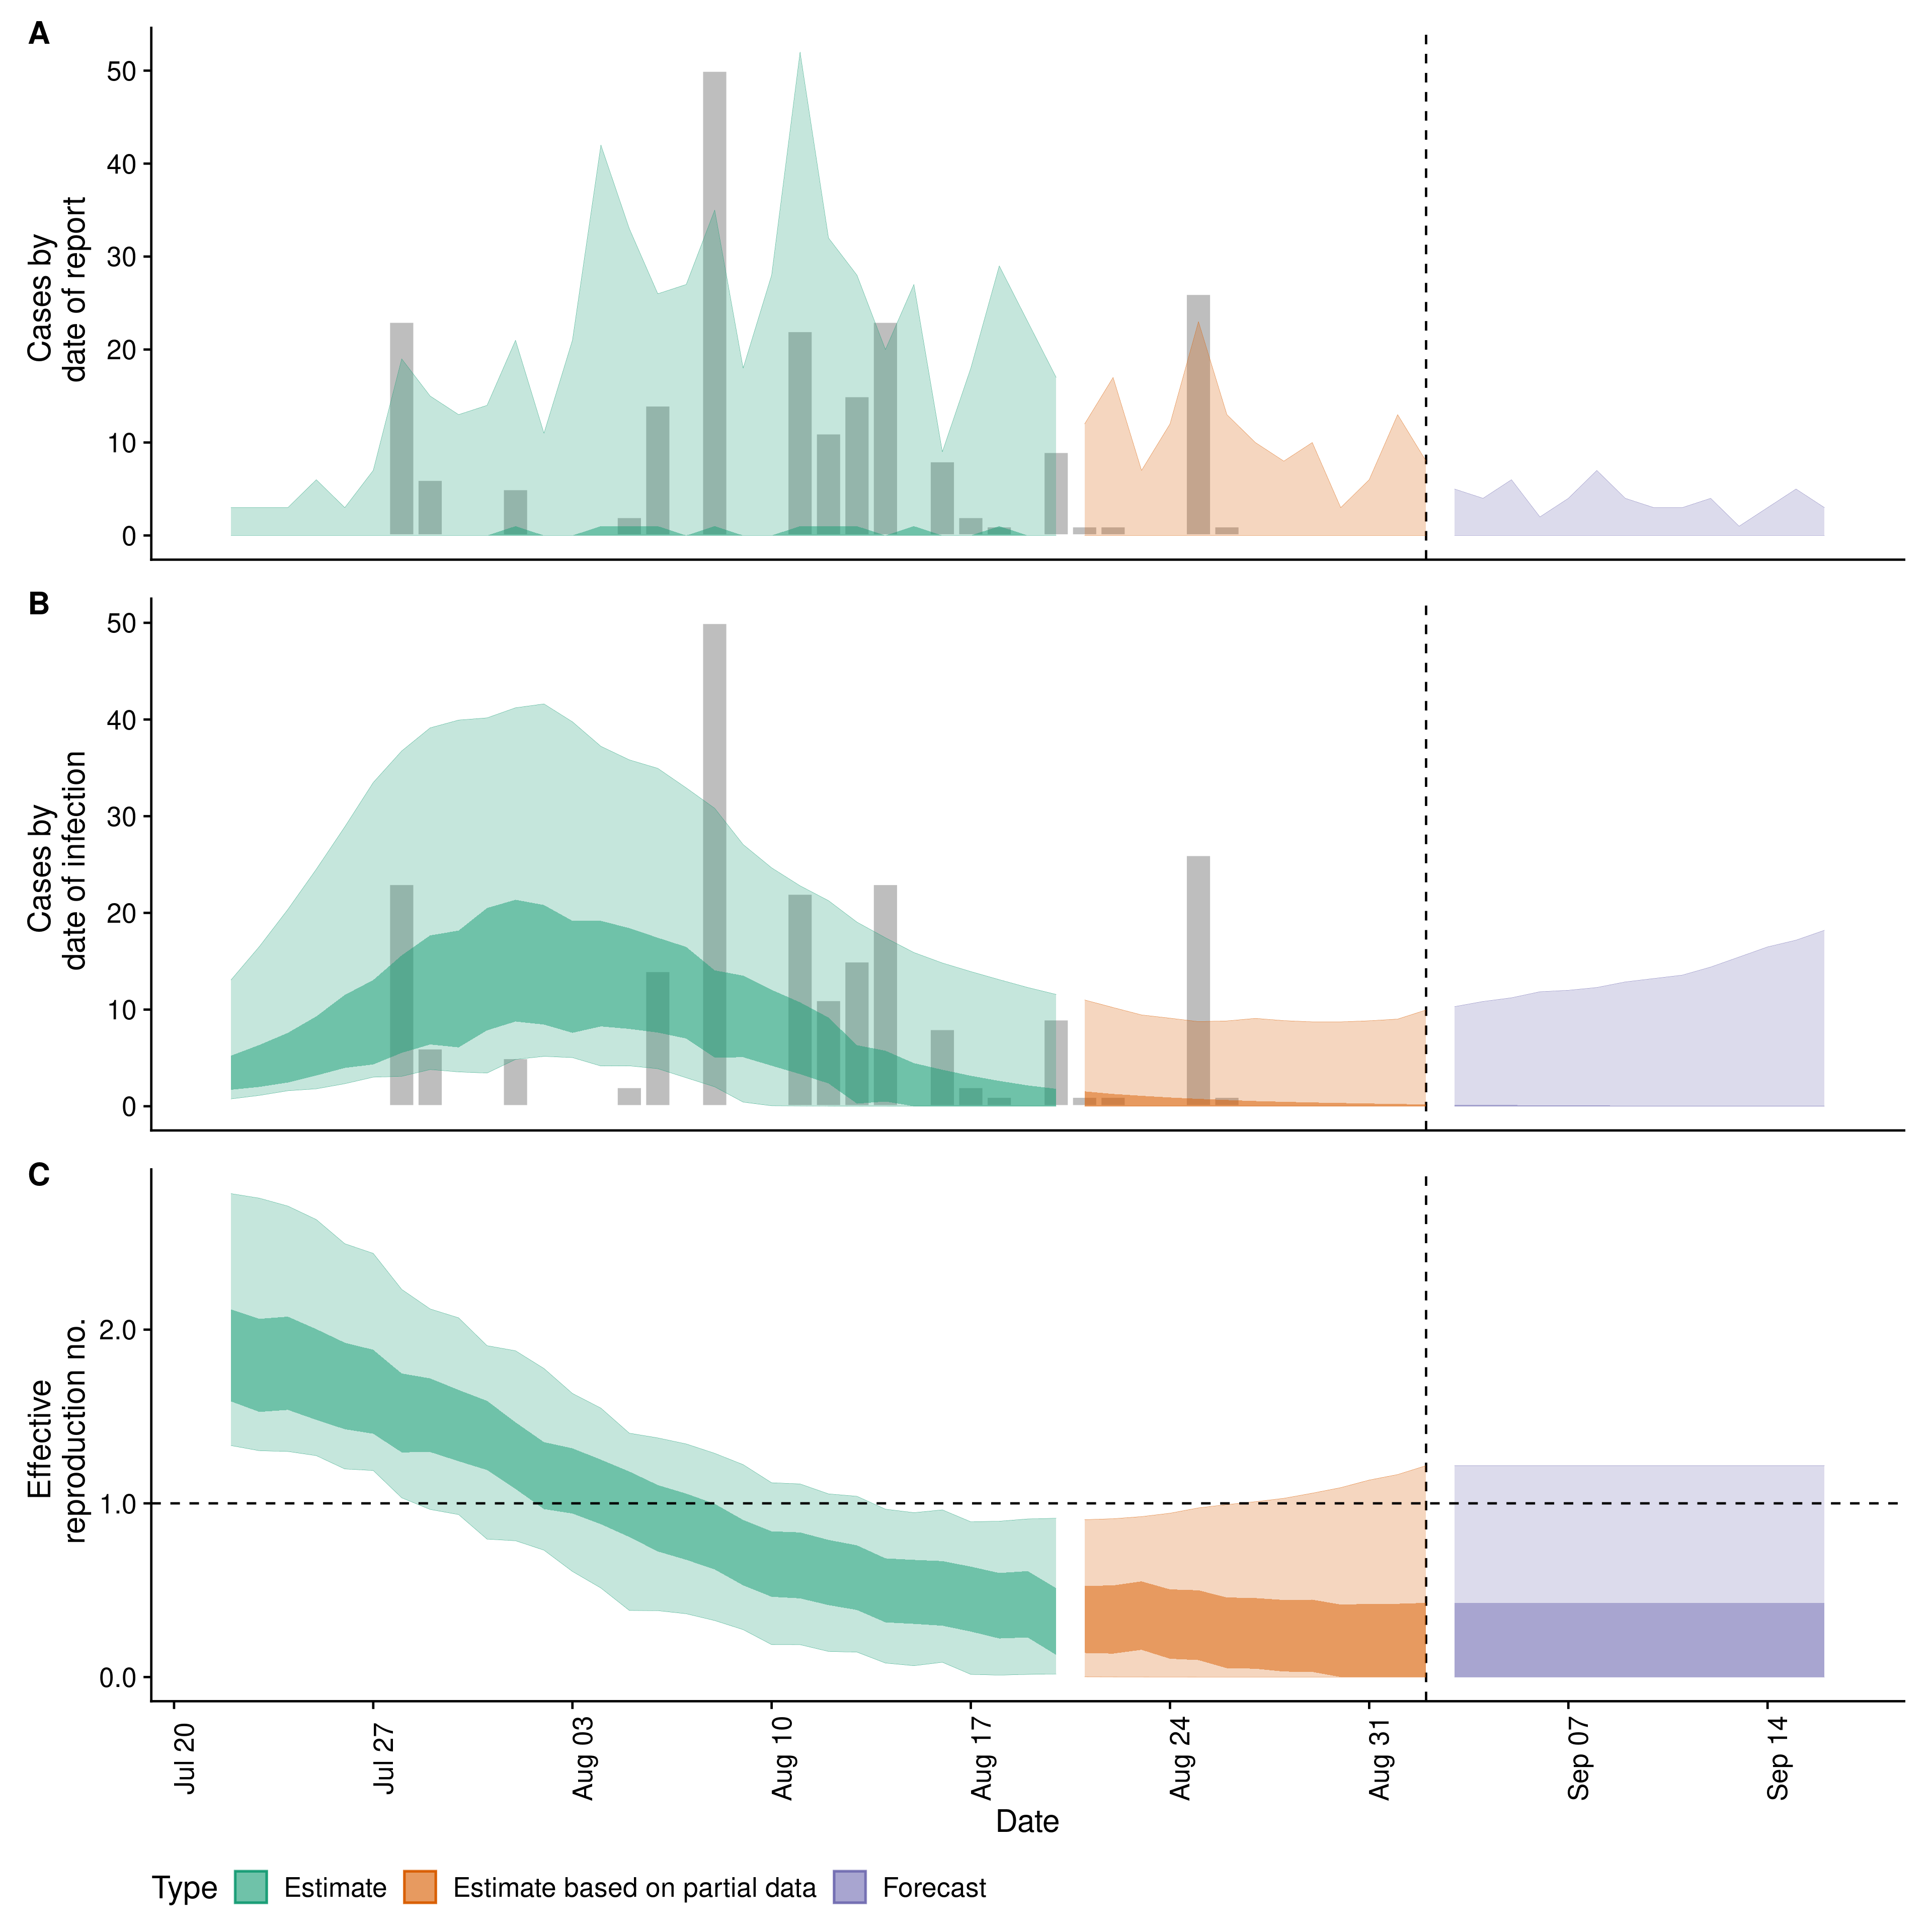 A
50
40
30
20
10
0
Cases by
date of report
B
50
40
30
20
10
0
Cases by
date of infection
C
2.0
1.0
0.0
Effective
reproduction no.
Jul 20
Jul 27
Aug 03
Aug 10
Aug 17
Aug 24
Aug 31
Sep 07
Sep 14
Date
Type Estimate Estimate based on partial data Forecast